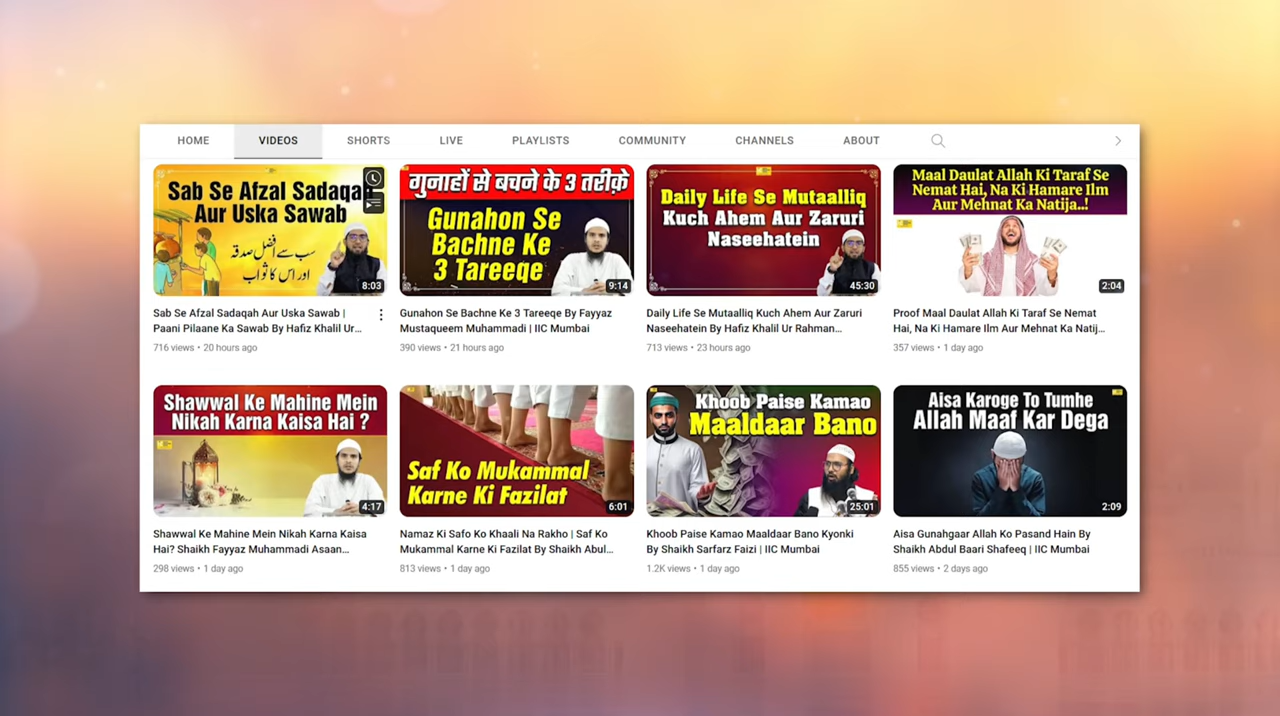 HOME VIDEOS SHORTS LIVE PLAYLISTS COMMUNITY CHANNELS ABOUT
Sab Se Afzal Sadaqah
Aur Uska Sawab
سب سے افضل صدقہ
اور اس کا ثواب
8:03
Sab Se Afzal Sadaqah Aur Uska Sawab |
Paani Pilaane Ka Sawab By Hafiz Khalil Ur...
716 views • 20 hours ago
गुनाहों से बचने के 3 तरीक़े
Gunahon Se
Bachne Ke
3 Tareeqe
9:14
Gunahon Se Bachne Ke 3 Tareeqe By Fayyaz
Mustaqueem Muhammadi | IIC Mumbai
390 views • 21 hours ago
Daily Life Se Mutaalliq
Kuch Ahem Aur Zaruri
Naseehatein
45:30
Daily Life Se Mutaalliq Kuch Ahem Aur Zaruri
Naseehatein By Hafiz Khalil Ur Rahman...
713 views • 23 hours ago
Maal Daulat Allah Ki Taraf Se
Nemat Hai, Na Ki Hamare Ilm
Aur Mehnat Ka Natija..!
2:04
Proof Maal Daulat Allah Ki Taraf Se Nemat
Hai, Na Ki Hamare Ilm Aur Mehnat Ka Natij...
357 views • 1 day ago
Shawwal Ke Mahine Mein
Nikah Karna Kaisa Hai ?
4:17
Shawwal Ke Mahine Mein Nikah Karna Kaisa
Hai? Shaikh Fayyaz Muhammadi Asaan...
298 views • 1 day ago
Saf Ko Mukammal
Karne Ki Fazilat
6:01
Namaz Ki Safo Ko Khaali Na Rakho | Saf Ko
Mukammal Karne Ki Fazilat By Shaikh Abul...
813 views • 1 day ago
Khoob Paise Kamao
Maaldaar Bano
25:01
Khoob Paise Kamao Maaldaar Bano Kyonki
By Shaikh Sarfarz Faizi | IIC Mumbai
1.2K views • 1 day ago
Aisa Karoge To Tumhe
Allah Maaf Kar Dega
2:09
Aisa Gunahgaar Allah Ko Pasand Hain By
Shaikh Abdul Baari Shafeeq | IIC Mumbai
855 views • 2 days ago